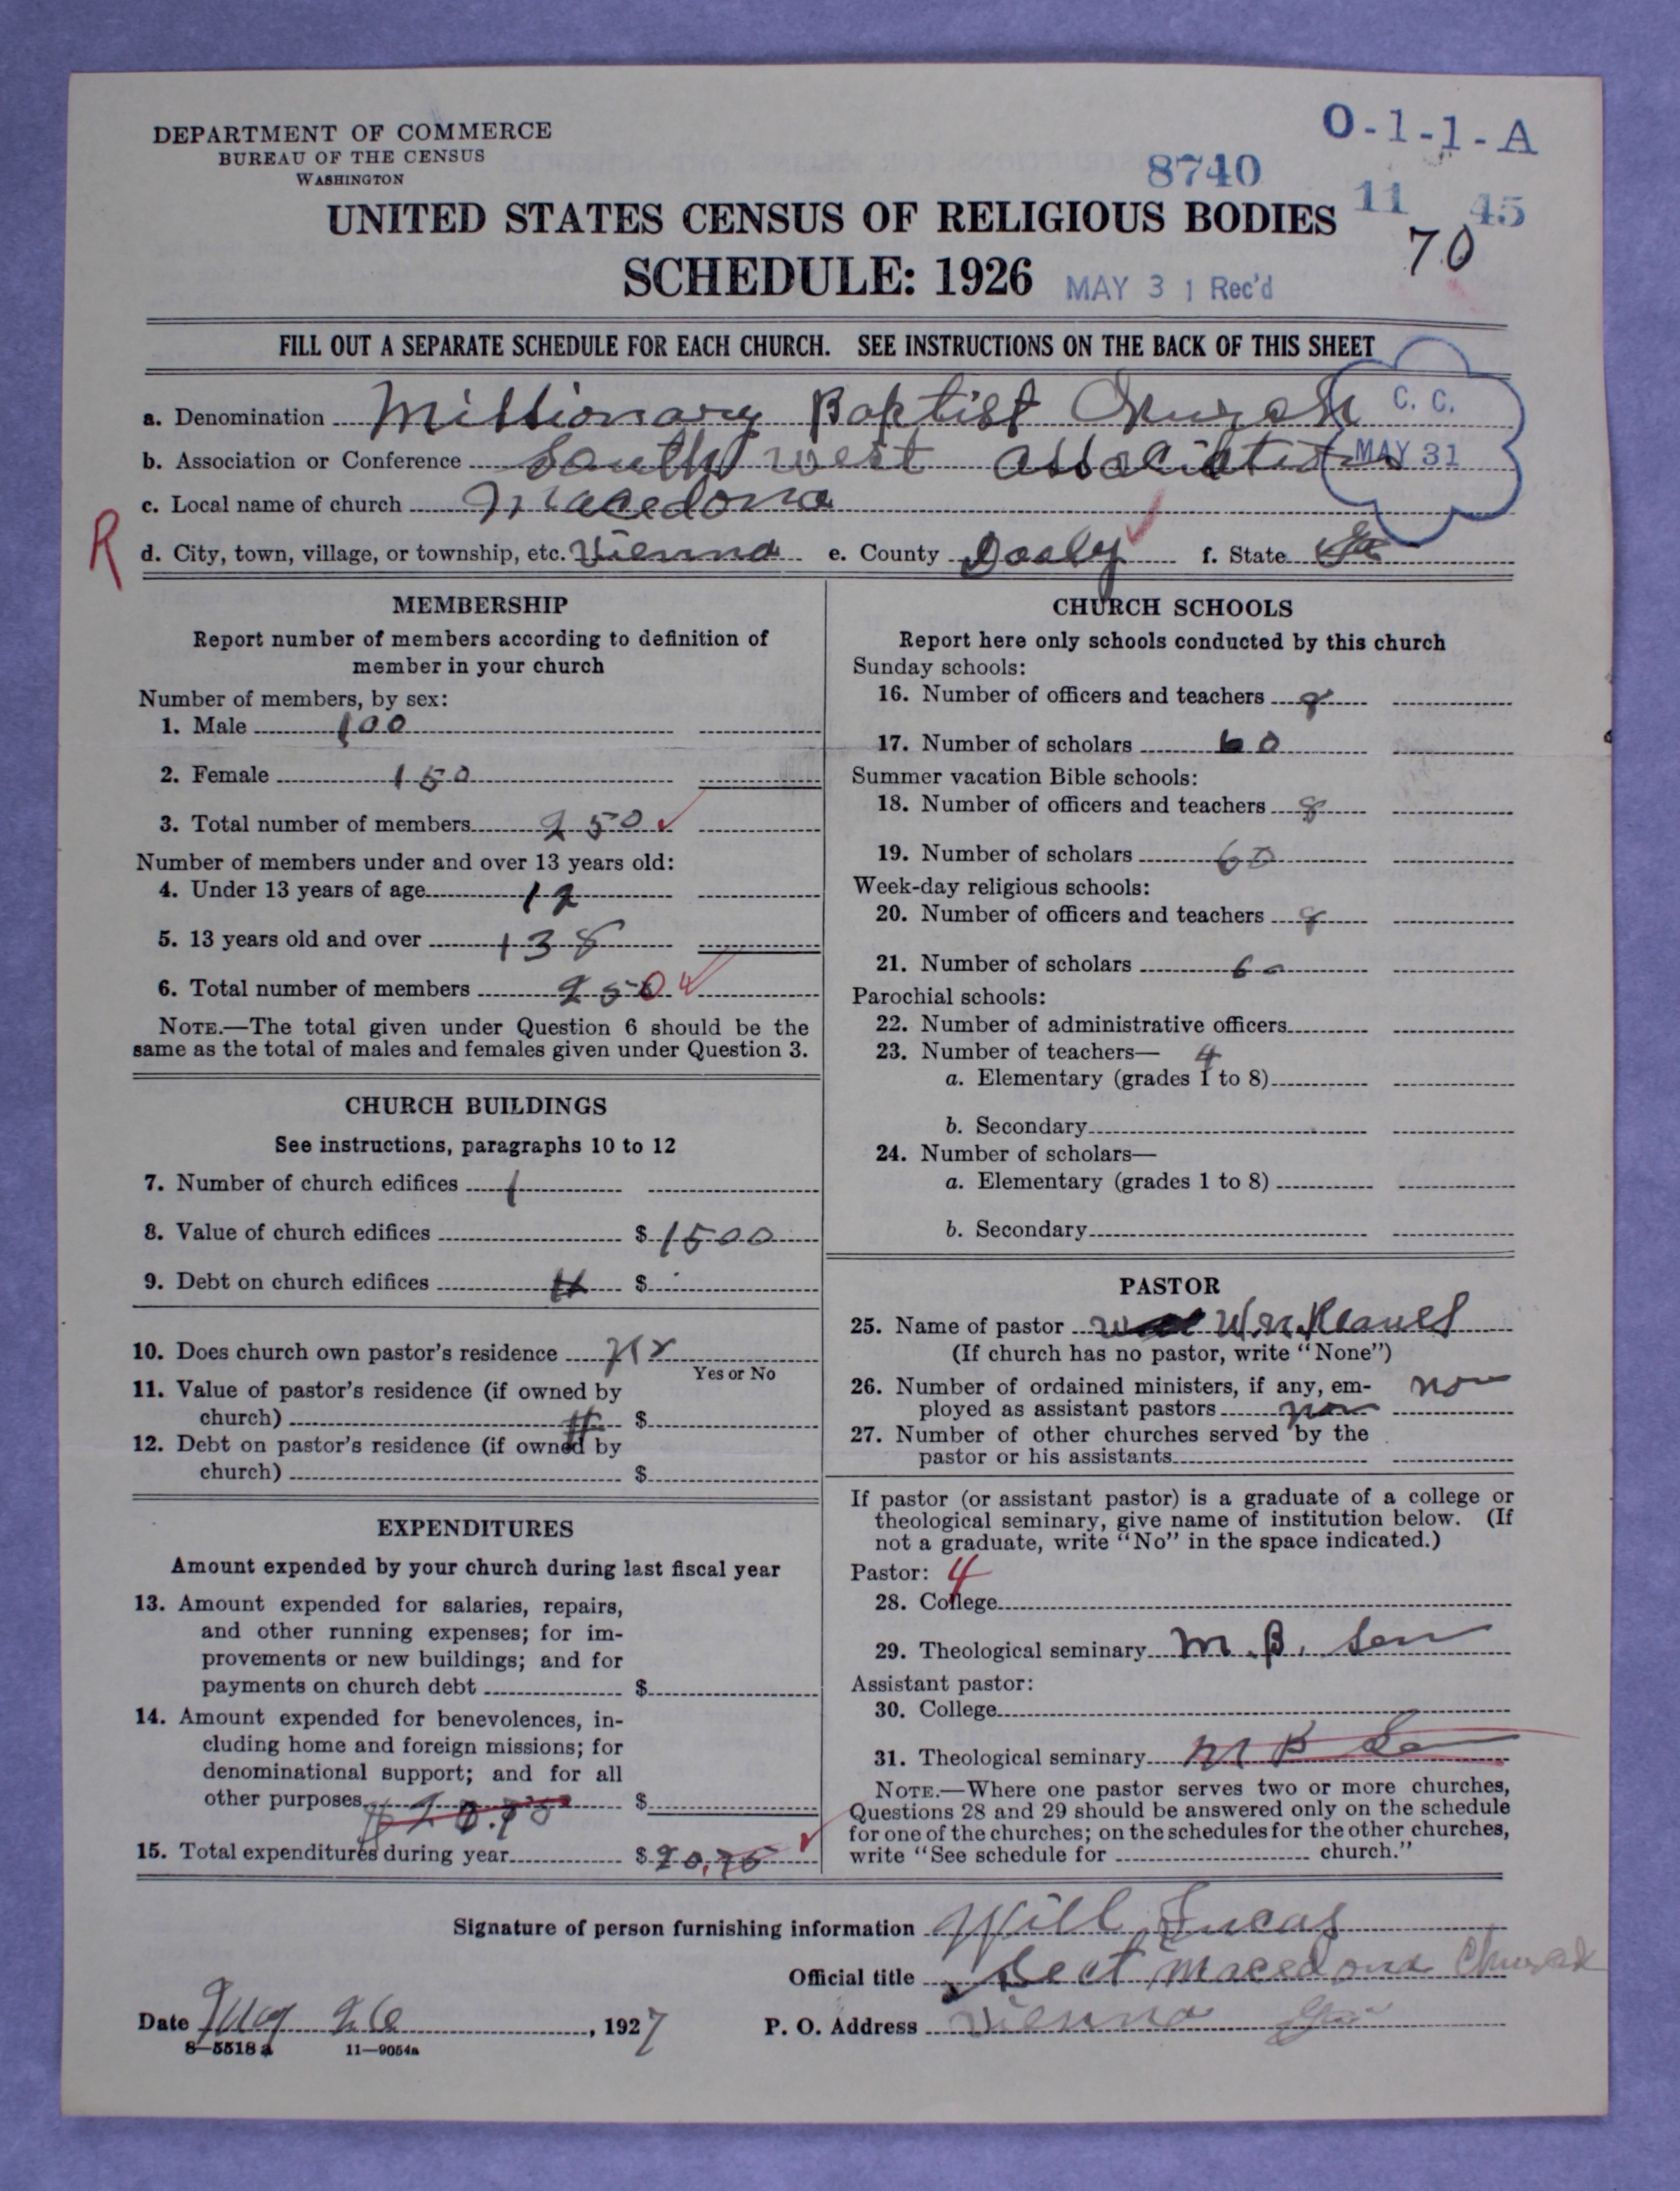 DEPARTMENT OF COMMERCE
BUREAU OF THE CENSUS
WASHINGTON
O-1-1-A
8740
11 45
70
UNITED STATES CENSUS OF RELIGIOUS BODIES
SCHEDULE: 1926
MAY 31 Rec'd
FILL OUT A SEPARATE SCHEDULE FOR EACH CHURCH. SEE INSTRUCTIONS ON THE BACK OF THIS SHEET
C. C.
MAY 31
a. Denomination Missionary Baptist Church
b. Association or Conference South west association
c. Local name of church Macedona
R
d. City, town, village, or township, etc. Vienna e. County Dooly f. State Ga
MEMBERSHIP
Report number of members according to definition of
member in your church
Number of members, by sex:
1. Male 100
2. Female 150
3. Total number of members 250
Number of members under and over 13 years old:
4. Under 13 years of age 12
5. 13 years old and over 138
6. Total number of members 250 4
NOTE.—The total given under Question 6 should be the
same as the total of males and females given under Question 3.
CHURCH BUILDINGS
See instructions, paragraphs 10 to 12
7. Number of church edifices 1
8. Value of church edifices $ 1500
9. Debt on church edifices $
10. Does church own pastor's residence
Yes or No
11. Value of pastor's residence (if owned by
church) $
12. Debt on pastor's residence (if owned by
church) $
EXPENDITURES
Amount expended by your church during last fiscal year
13. Amount expended for salaries, repairs,
and other running expenses; for im-
provements or new buildings; and for
payments on church debt $
14. Amount expended for benevolences, in-
cluding home and foreign missions; for
denominational support; and for all
other purposes $
15. Total expenditures during year $ 20.75
CHURCH SCHOOLS
Report here only schools conducted by this church
Sunday schools:
16. Number of officers and teachers 8
17. Number of scholars 60
Summer vacation Bible schools:
18. Number of officers and teachers 8
19. Number of scholars 60
Week-day religious schools:
20. Number of officers and teachers 8
21. Number of scholars 60
Parochial schools:
22. Number of administrative officers
23. Number of teachers— 4
a. Elementary (grades 1 to 8)
b. Secondary
24. Number of scholars—
a. Elementary (grades 1 to 8)
b. Secondary
PASTOR
25. Name of pastor
(If church has no pastor, write "None")
26. Number of ordained ministers, if any, em-
ployed as assistant pastors
27. Number of other churches served by the
pastor or his assistants
If pastor (or assistant pastor) is a graduate of a college or
theological seminary, give name of institution below. (If
not a graduate, write "No" in the space indicated.)
Pastor: 4
28. College
29. Theological seminary M.B. Sem
Assistant pastor:
30. College
31. Theological seminary M B
NOTE.—Where one pastor serves two or more churches,
Questions 28 and 29 should be answered only on the schedule
for one of the churches; on the schedules for the other churches,
write "See schedule for church."
Signature of person furnishing information Will Lucas
Official title Sect Macedona Church
Date May 26, 1927 P. O. Address Vienna Ga
8—5518 a 11—9054a